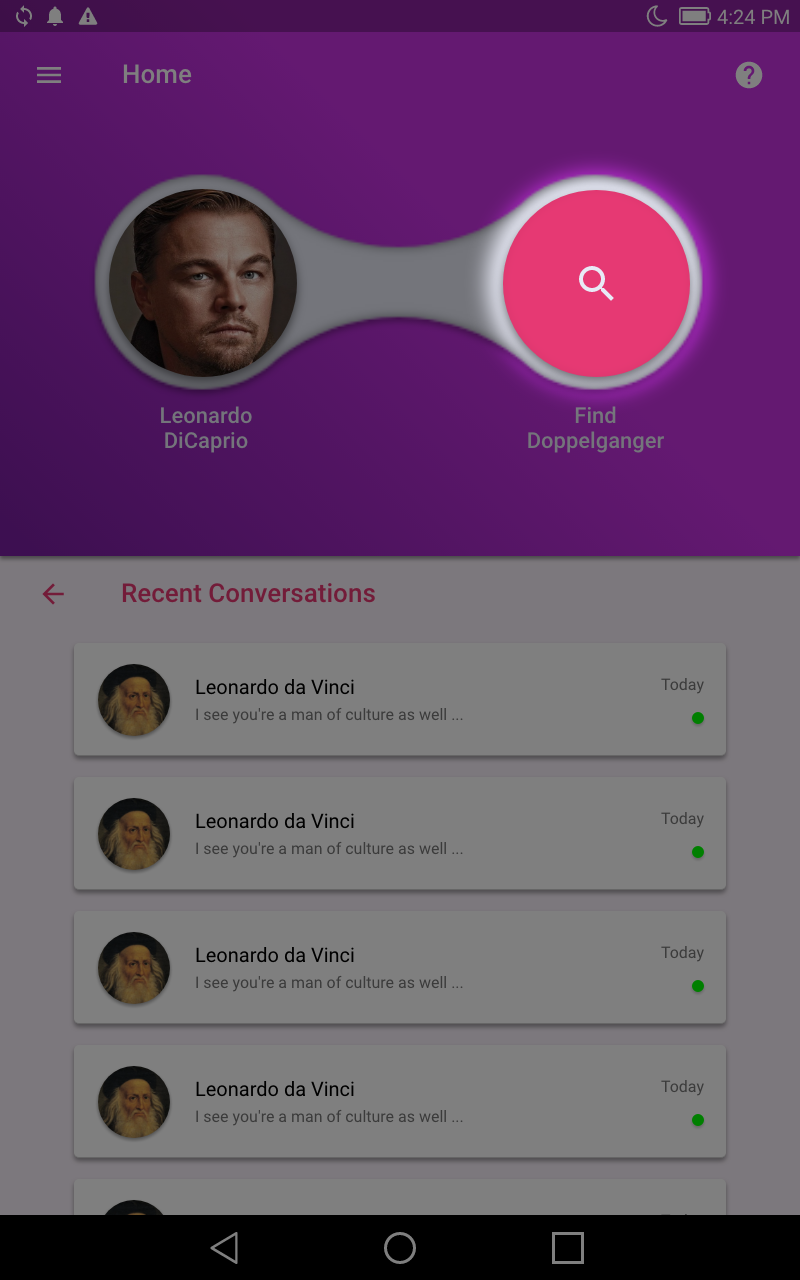 4:24 PM
Home
Leonardo
DiCaprio
Find
Doppelganger
Recent Conversations
Leonardo da Vinci
Today
I see you're a man of culture as well ...
Leonardo da Vinci
Today
I see you're a man of culture as well ...
Leonardo da Vinci
Today
I see you're a man of culture as well ...
Leonardo da Vinci
Today
I see you're a man of culture as well ...